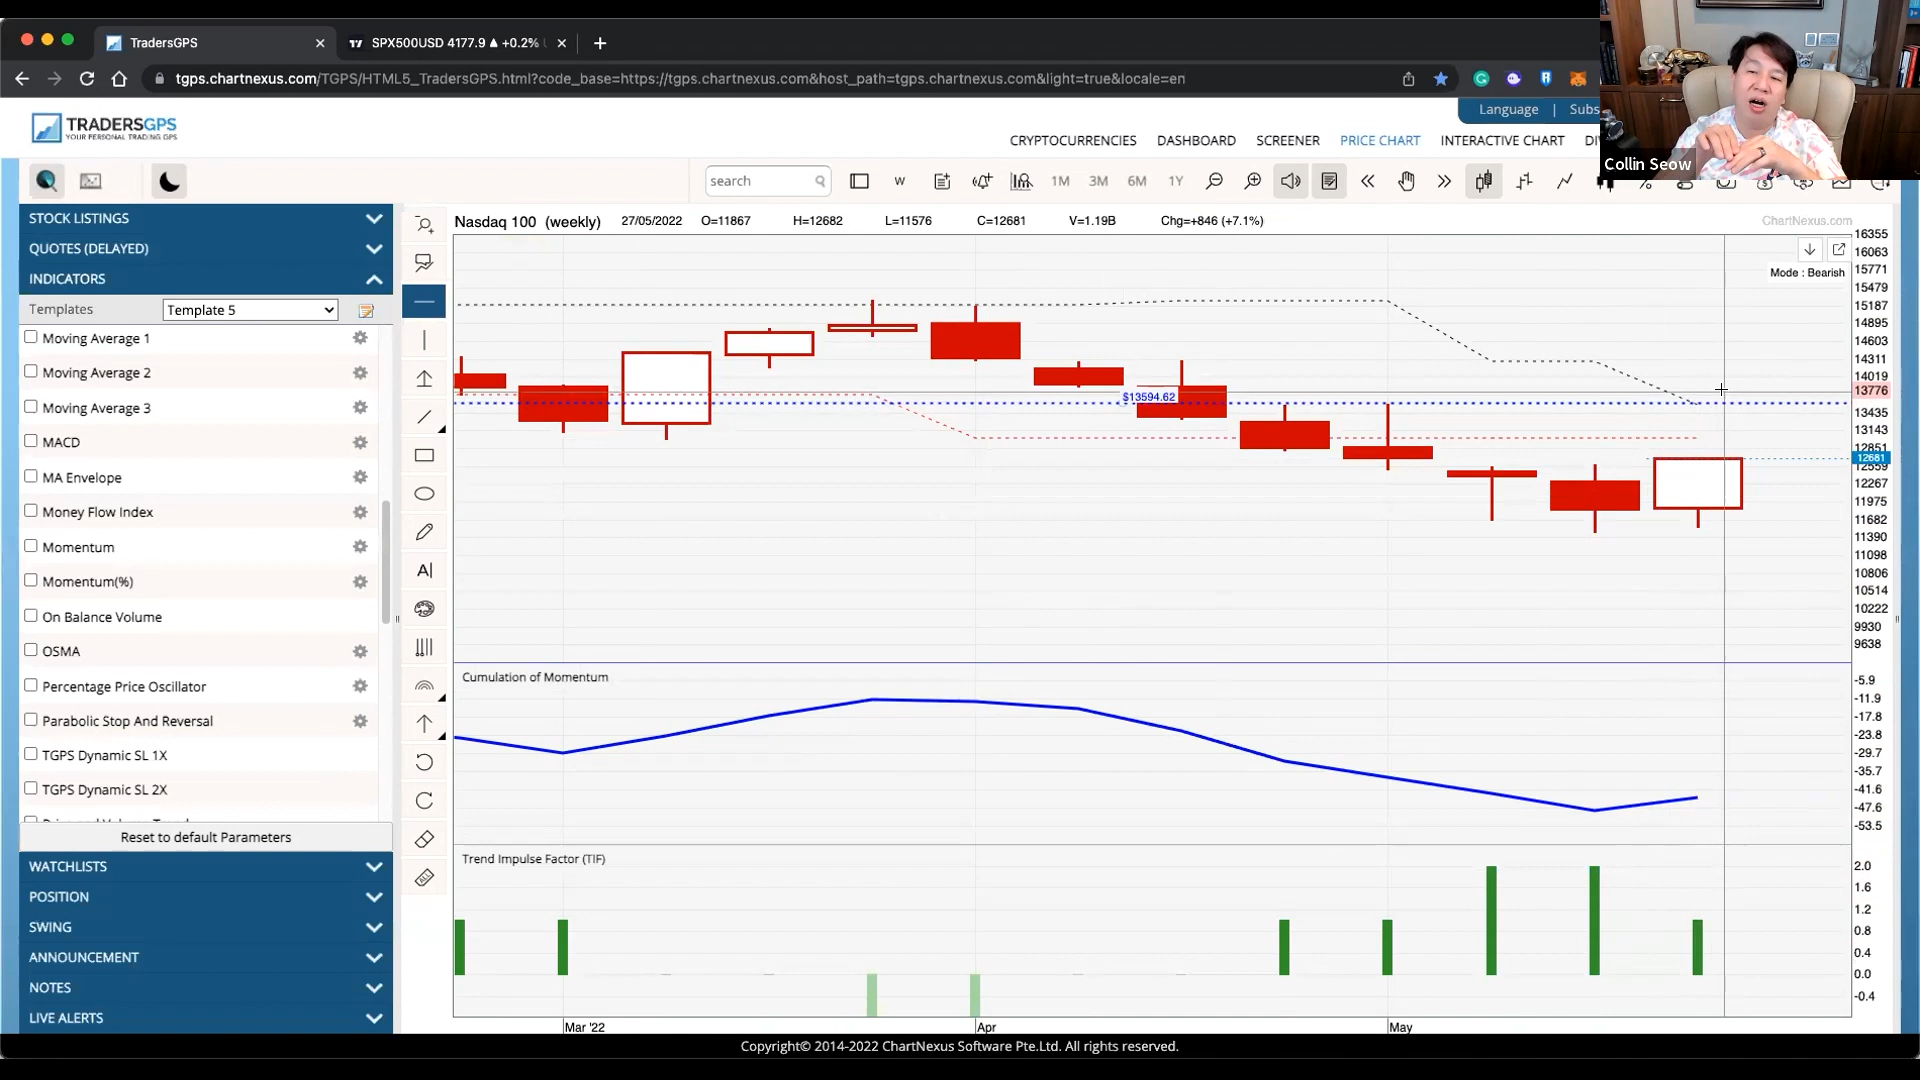 TradersGPS
SPX500USD 4177.9 ▲ +0.2%
tgps.chartnexus.com/TGPS/HTML5_TradersGPS.html?code_base=https://tgps.chartnexus.com&host_path=tgps.chartnexus.com&light=true&locale=en
Language | Subs
TRADERSGPS
YOUR PERSONAL TRADING GPS
CRYPTOCURRENCIES DASHBOARD SCREENER PRICE CHART INTERACTIVE CHART
Collin Seow
search
W
1M 3M 6M 1Y
STOCK LISTINGS
QUOTES (DELAYED)
INDICATORS
Templates Template 5
Moving Average 1
Moving Average 2
Moving Average 3
MACD
MA Envelope
Money Flow Index
Momentum
Momentum(%)
On Balance Volume
OSMA
Percentage Price Oscillator
Parabolic Stop And Reversal
TGPS Dynamic SL 1X
TGPS Dynamic SL 2X
Reset to default Parameters
WATCHLISTS
POSITION
SWING
ANNOUNCEMENT
NOTES
LIVE ALERTS
A|
ALL
Nasdaq 100 (weekly) 27/05/2022 O=11867 H=12682 L=11576 C=12681 V=1.19B Chg=+846 (+7.1%)
ChartNexus.com
Mode : Bearish
$13594.62
16355
16063
15771
15479
15187
14895
14603
14311
14019
13776
13435
13143
12851
12681
12559
12267
11975
11682
11390
11098
10806
10514
10222
9930
9638
Cumulation of Momentum
-5.9
-11.9
-17.8
-23.8
-29.7
-35.7
-41.6
-47.6
-53.5
Trend Impulse Factor (TIF)
2.0
1.6
1.2
0.8
0.4
0.0
-0.4
Mar '22 Apr May
Copyright© 2014-2022 ChartNexus Software Pte.Ltd. All rights reserved.